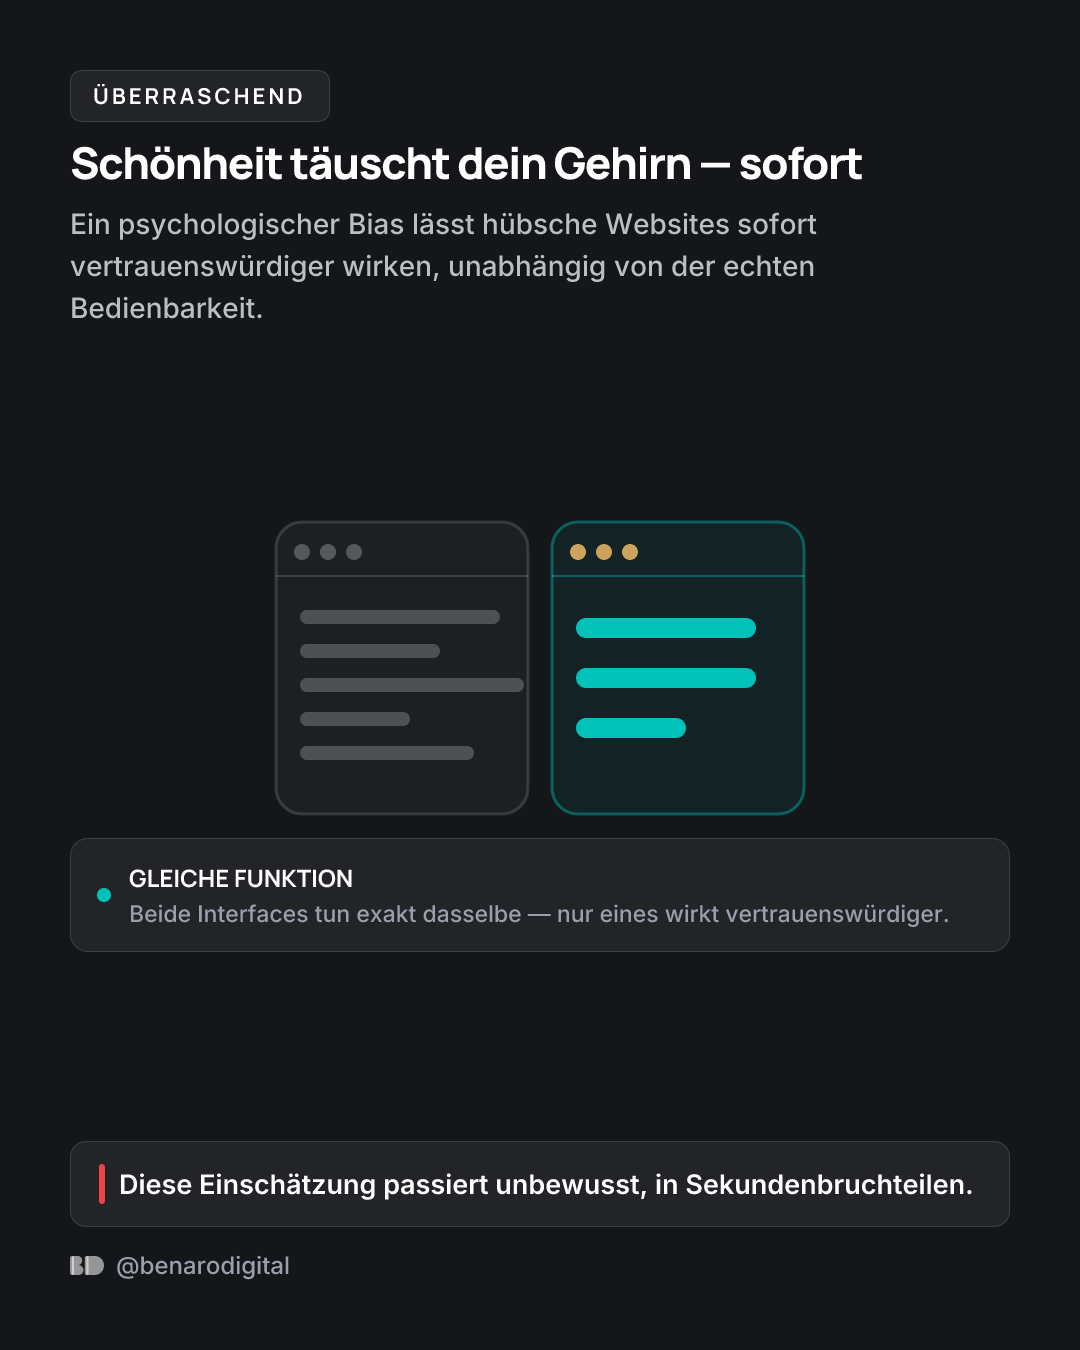 ÜBERRASCHEND
Schönheit täuscht dein Gehirn — sofort
Ein psychologischer Bias lässt hübsche Websites sofort
vertrauenswürdiger wirken, unabhängig von der echten
Bedienbarkeit.
GLEICHE FUNKTION
Beide Interfaces tun exakt dasselbe — nur eines wirkt vertrauenswürdiger.
Diese Einschätzung passiert unbewusst, in Sekundenbruchteilen.
BD @benarodigital